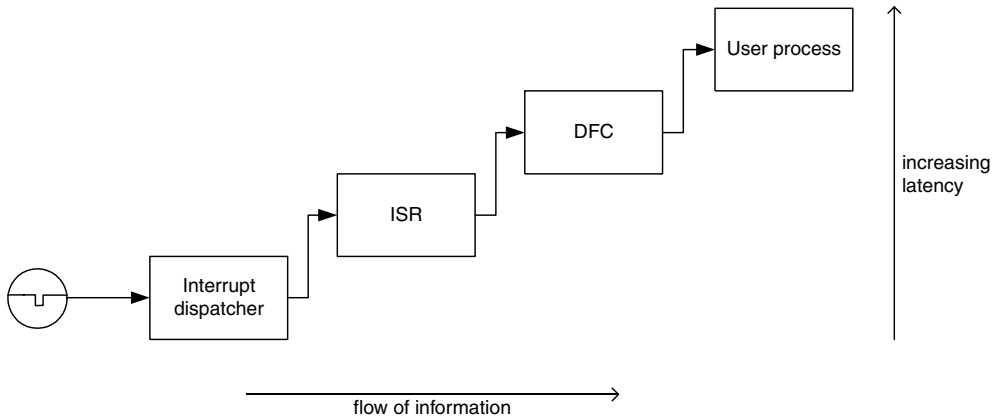 User process
DFC
increasing
latency
ISR
Interrupt
dispatcher
flow of information